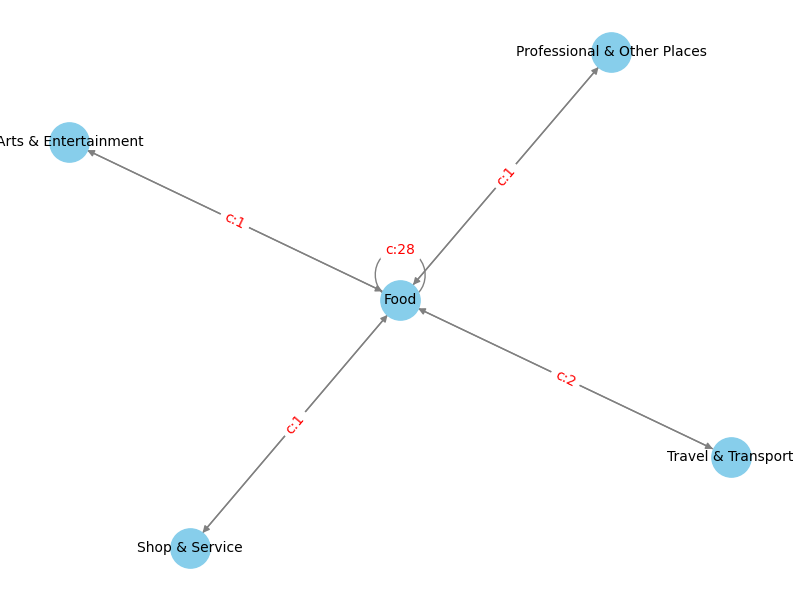 Professional & Other Places
Arts & Entertainment
c:1
c:1
c:28
Food
c:2
c:1
Travel & Transport
Shop & Service